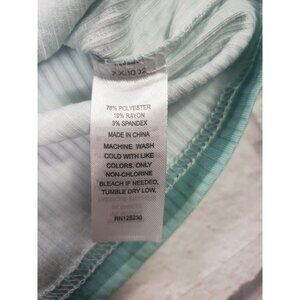 78% POLYESTER
19% RAYON
3% SPANDEX
MADE IN CHINA
MACHINE WASH
COLD WITH LIKE
COLORS. ONLY
NON-CHLORINE
BLEACH IF NEEDED,
TUMBLE DRY LOW.
RN128230